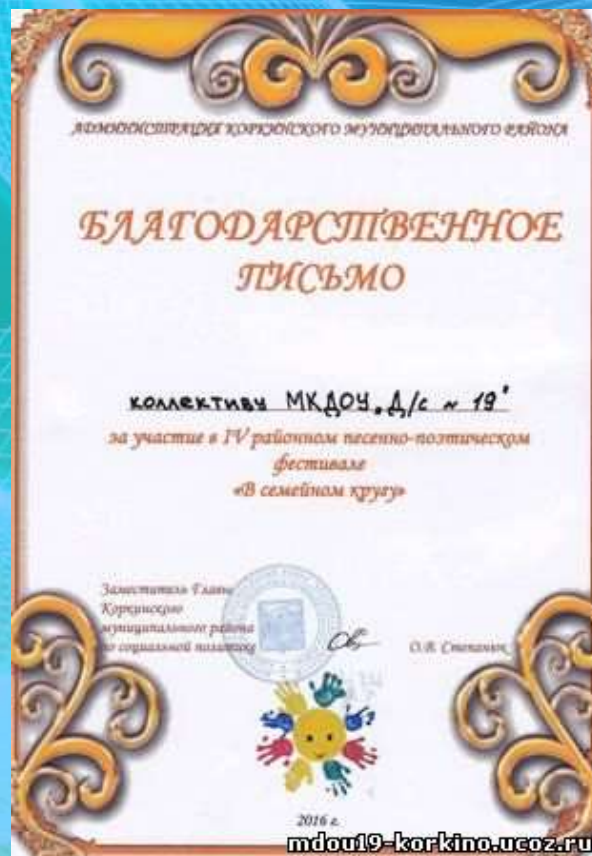 АДМИНИСТРАЦИЯ КОРКИНСКОГО МУНИЦИПАЛЬНОГО РАЙОНА
БЛАГОДАРСТВЕННОЕ
ПИСЬМО
коллективу МКДОУ „Д/с № 19"
за участие в IV районном песенно-поэтическом
фестивале
«В семейном кругу»
Заместитель Главы
Коркинского
муниципального района
по социальной политике
О.В. Степанюк
2016 г.
mdou19-korkino.ucoz.ru